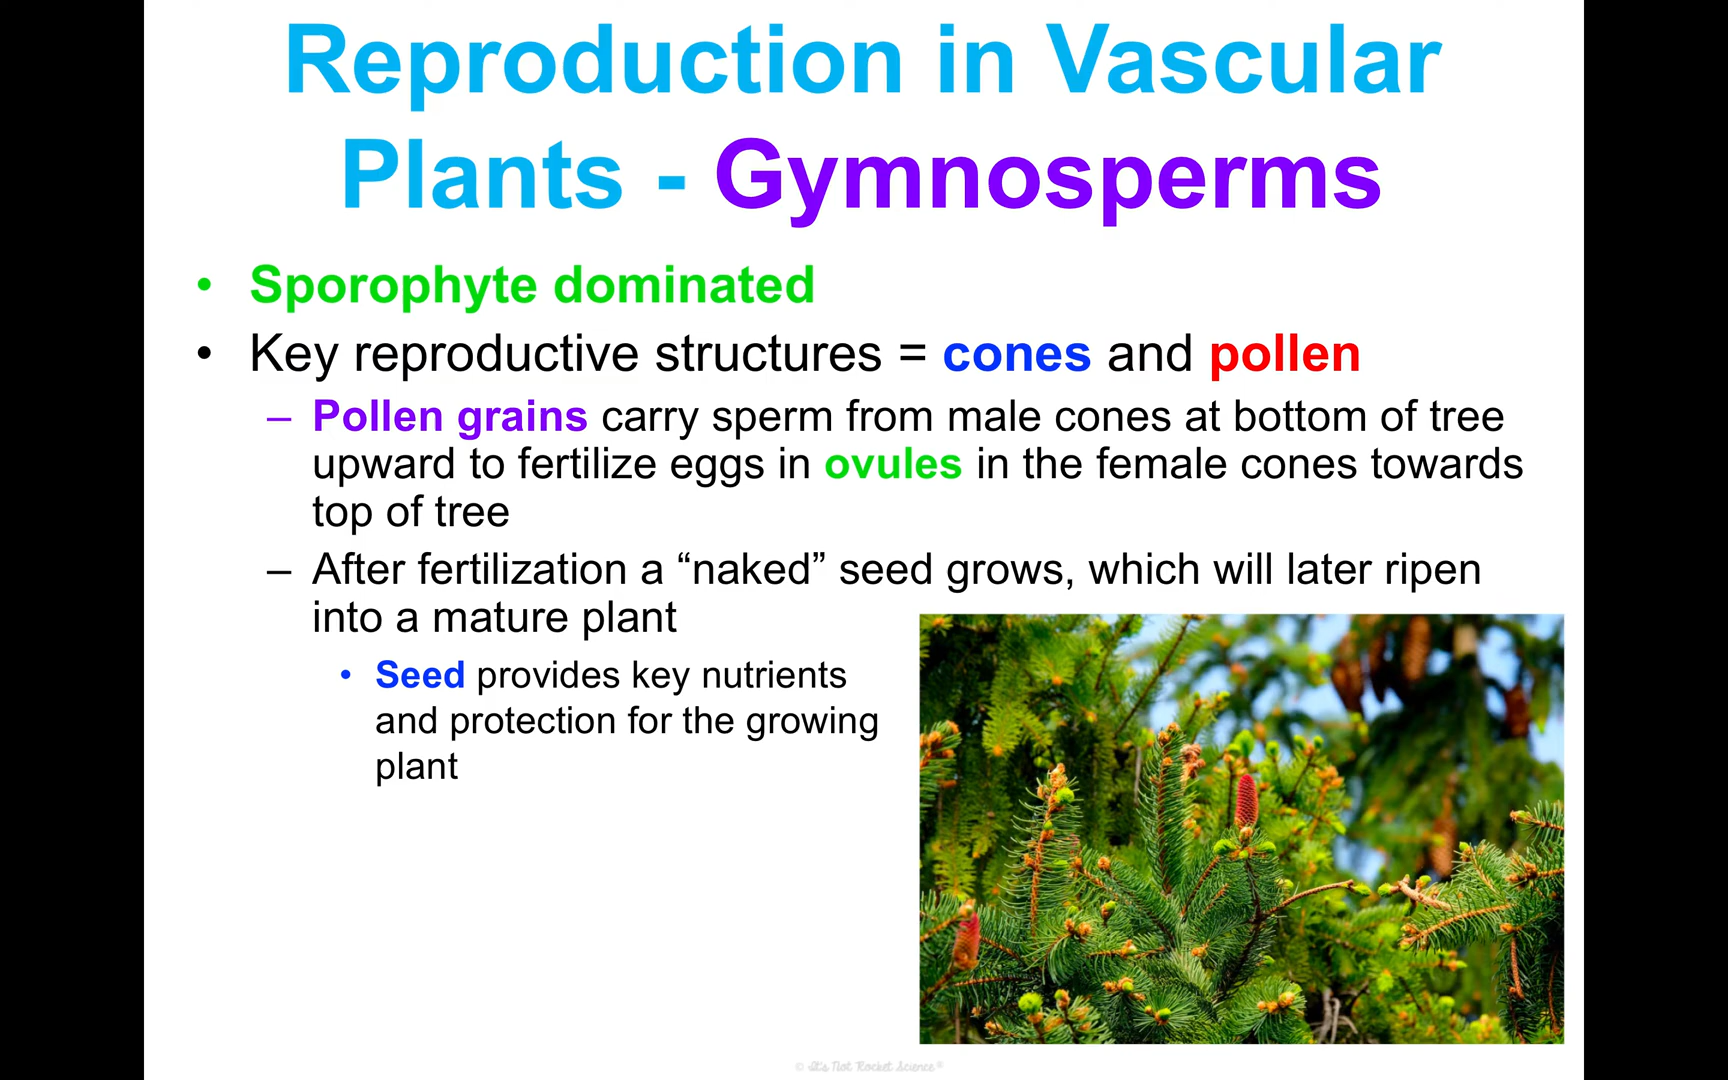 Reproduction in Vascular
Plants - Gymnosperms
• Sporophyte dominated
• Key reproductive structures = cones and pollen
– Pollen grains carry sperm from male cones at bottom of tree
upward to fertilize eggs in ovules in the female cones towards
top of tree
– After fertilization a “naked” seed grows, which will later ripen
into a mature plant
• Seed provides key nutrients
and protection for the growing
plant
© It's Not Rocket Science®